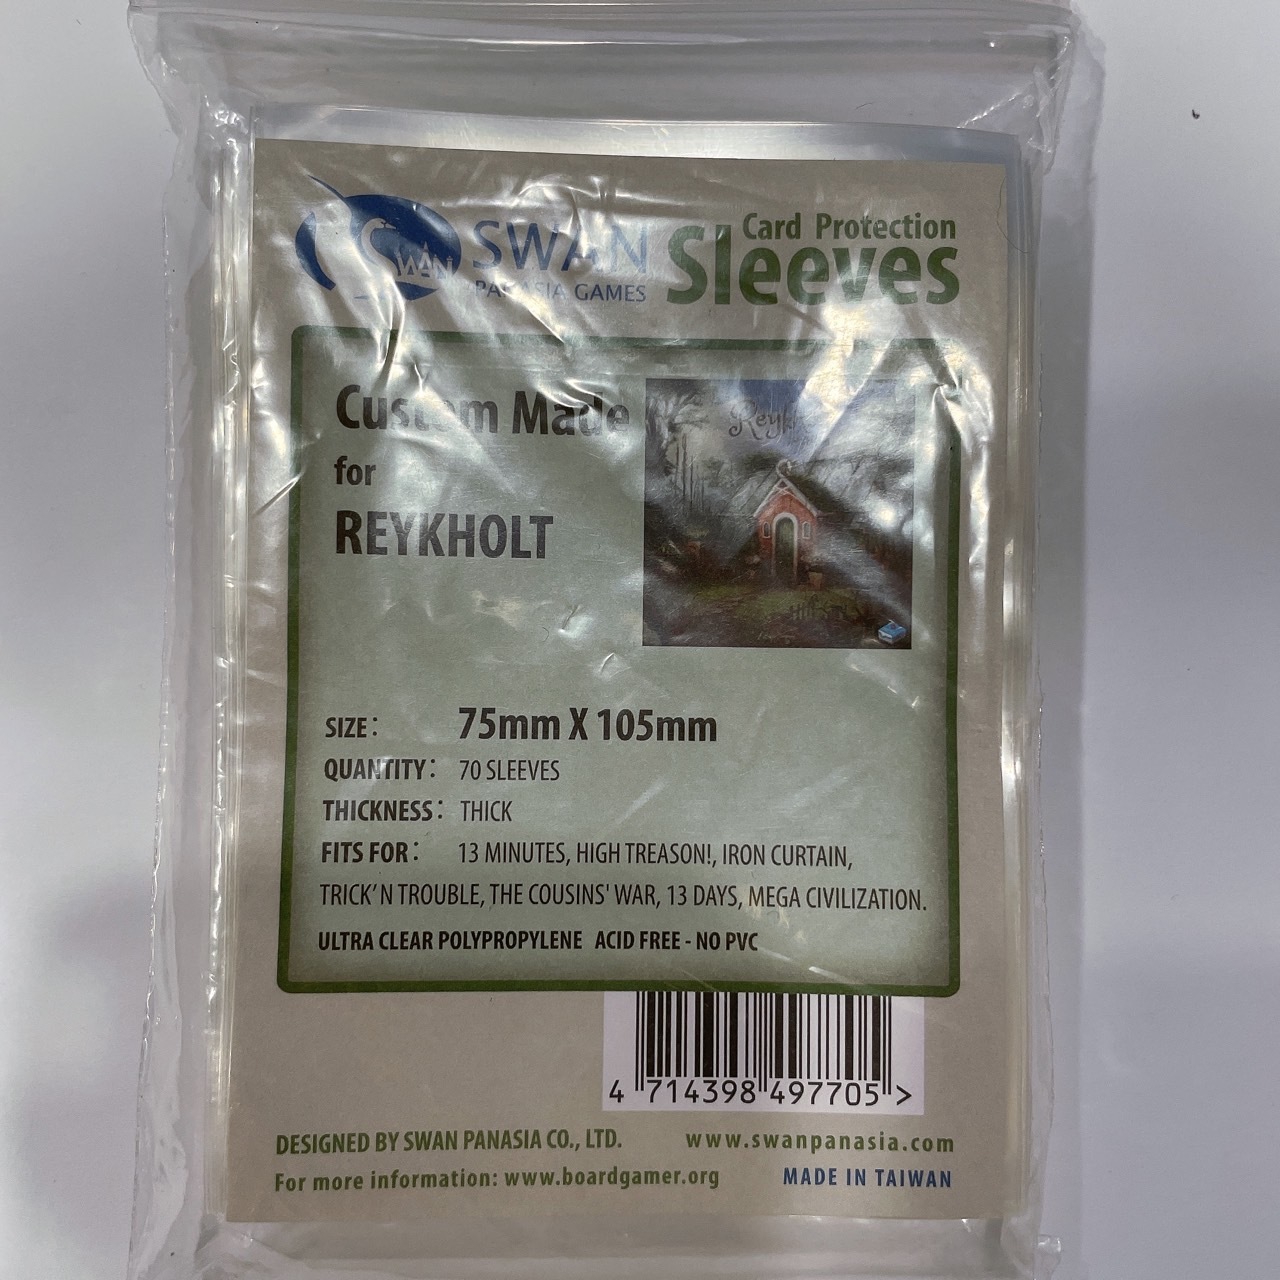 SWAN
SWAN
PANASIA GAMES
Card Protection
Sleeves
Custom Made
for
REYKHOLT
SIZE: 75mm X 105mm
QUANTITY: 70 SLEEVES
THICKNESS: THICK
FITS FOR: 13 MINUTES, HIGH TREASON!, IRON CURTAIN,
TRICK'N TROUBLE, THE COUSINS' WAR, 13 DAYS, MEGA CIVILIZATION.
ULTRA CLEAR POLYPROPYLENE ACID FREE - NO PVC
4 714398 497705 >
DESIGNED BY SWAN PANASIA CO., LTD. www.swanpanasia.com
For more information: www.boardgamer.org MADE IN TAIWAN